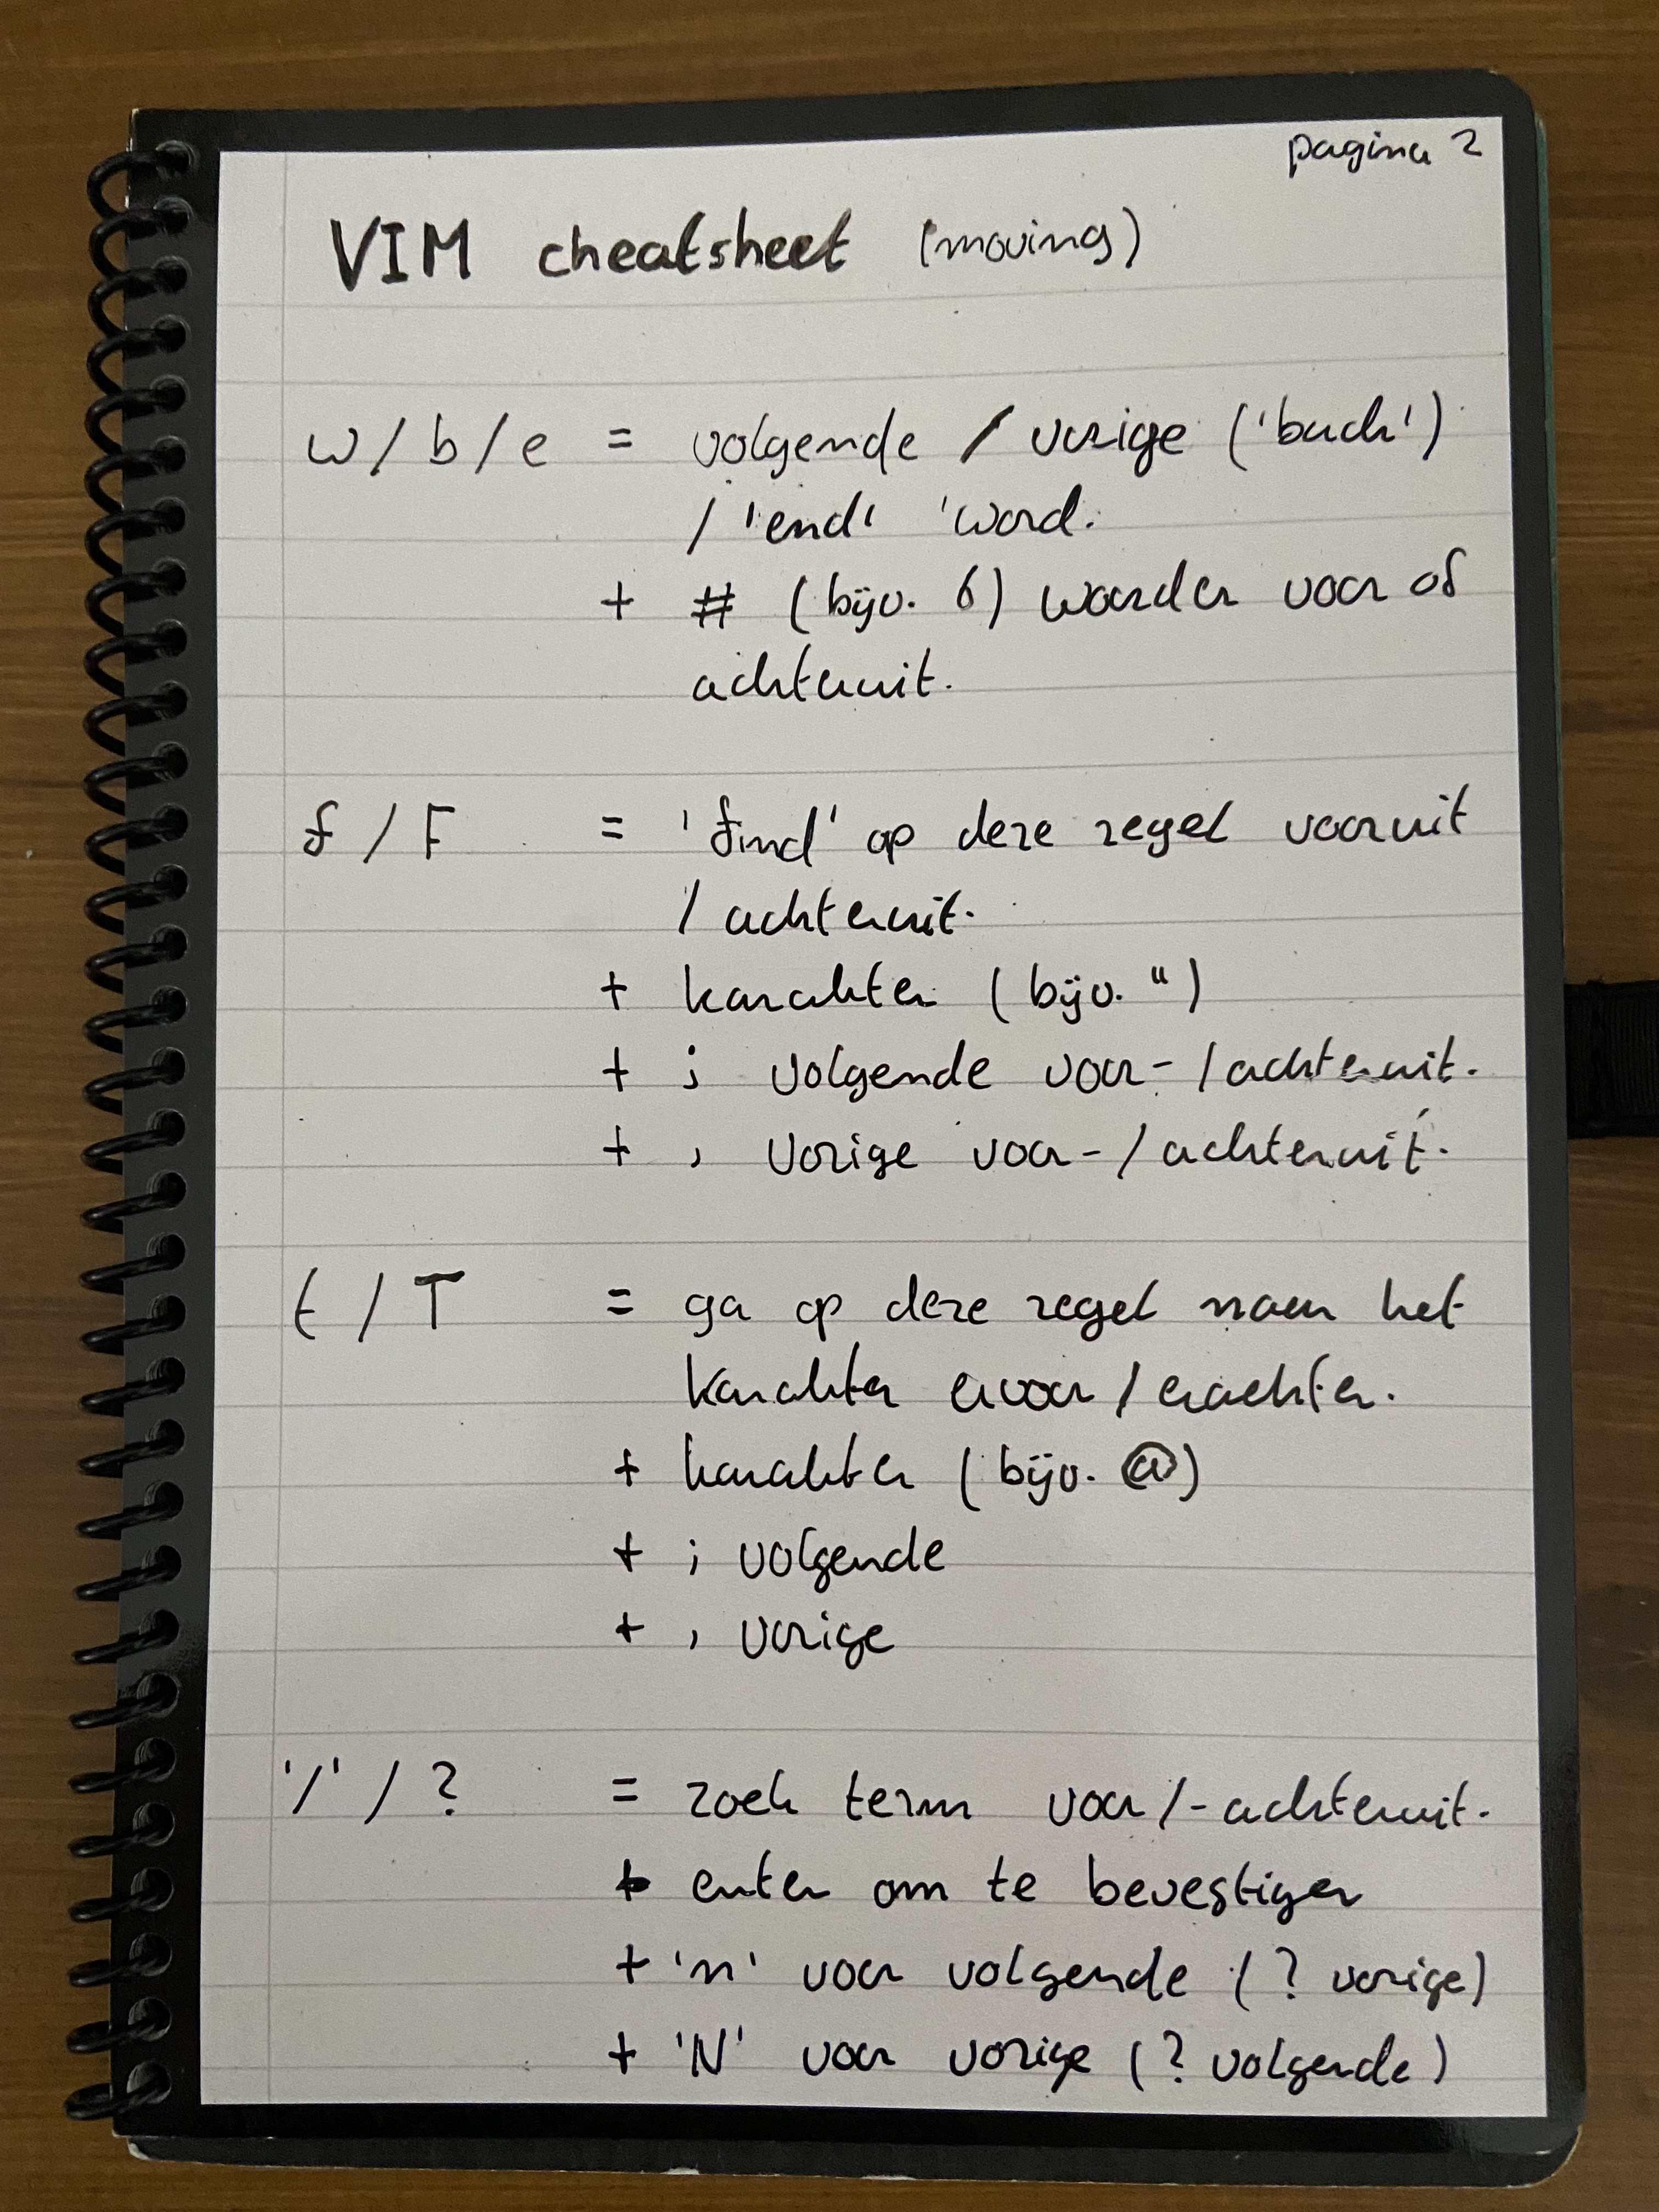 pagina 2
VIM cheatsheet (moving)
w/b/e = volgende / vorige ('back')
/ 'end' 'word.
+ # (bijv. 6) woorden voor of
achteruit.
f / F = 'find' op deze regel vooruit
/ achteruit.
+ karakter (bijv. ")
+ ; volgende voor- / achteruit.
+ , vorige voor- / achteruit.
t / T = ga op deze regel naar het
karakter ervoor / erachter.
+ karakter (bijv. @)
+ ; volgende
+ , vorige
'/' / ? = zoek term voor/-achteruit.
+ enter om te bevestigen
+ 'n' voor volgende (? vorige)
+ 'N' voor vorige (? volgende)